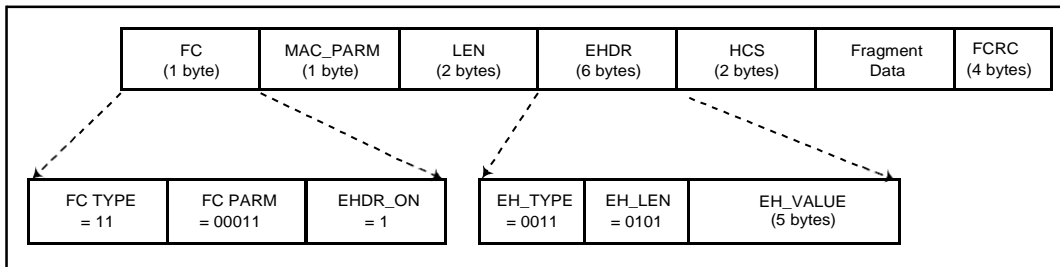 FC
(1 byte)
MAC_PARM
(1 byte)
LEN
(2 bytes)
EHDR
(6 bytes)
HCS
(2 bytes)
Fragment
Data
FCRC
(4 bytes)
FC TYPE
= 11
FC PARM
= 00011
EHDR_ON
= 1
EH_TYPE
= 0011
EH_LEN
= 0101
EH_VALUE
(5 bytes)